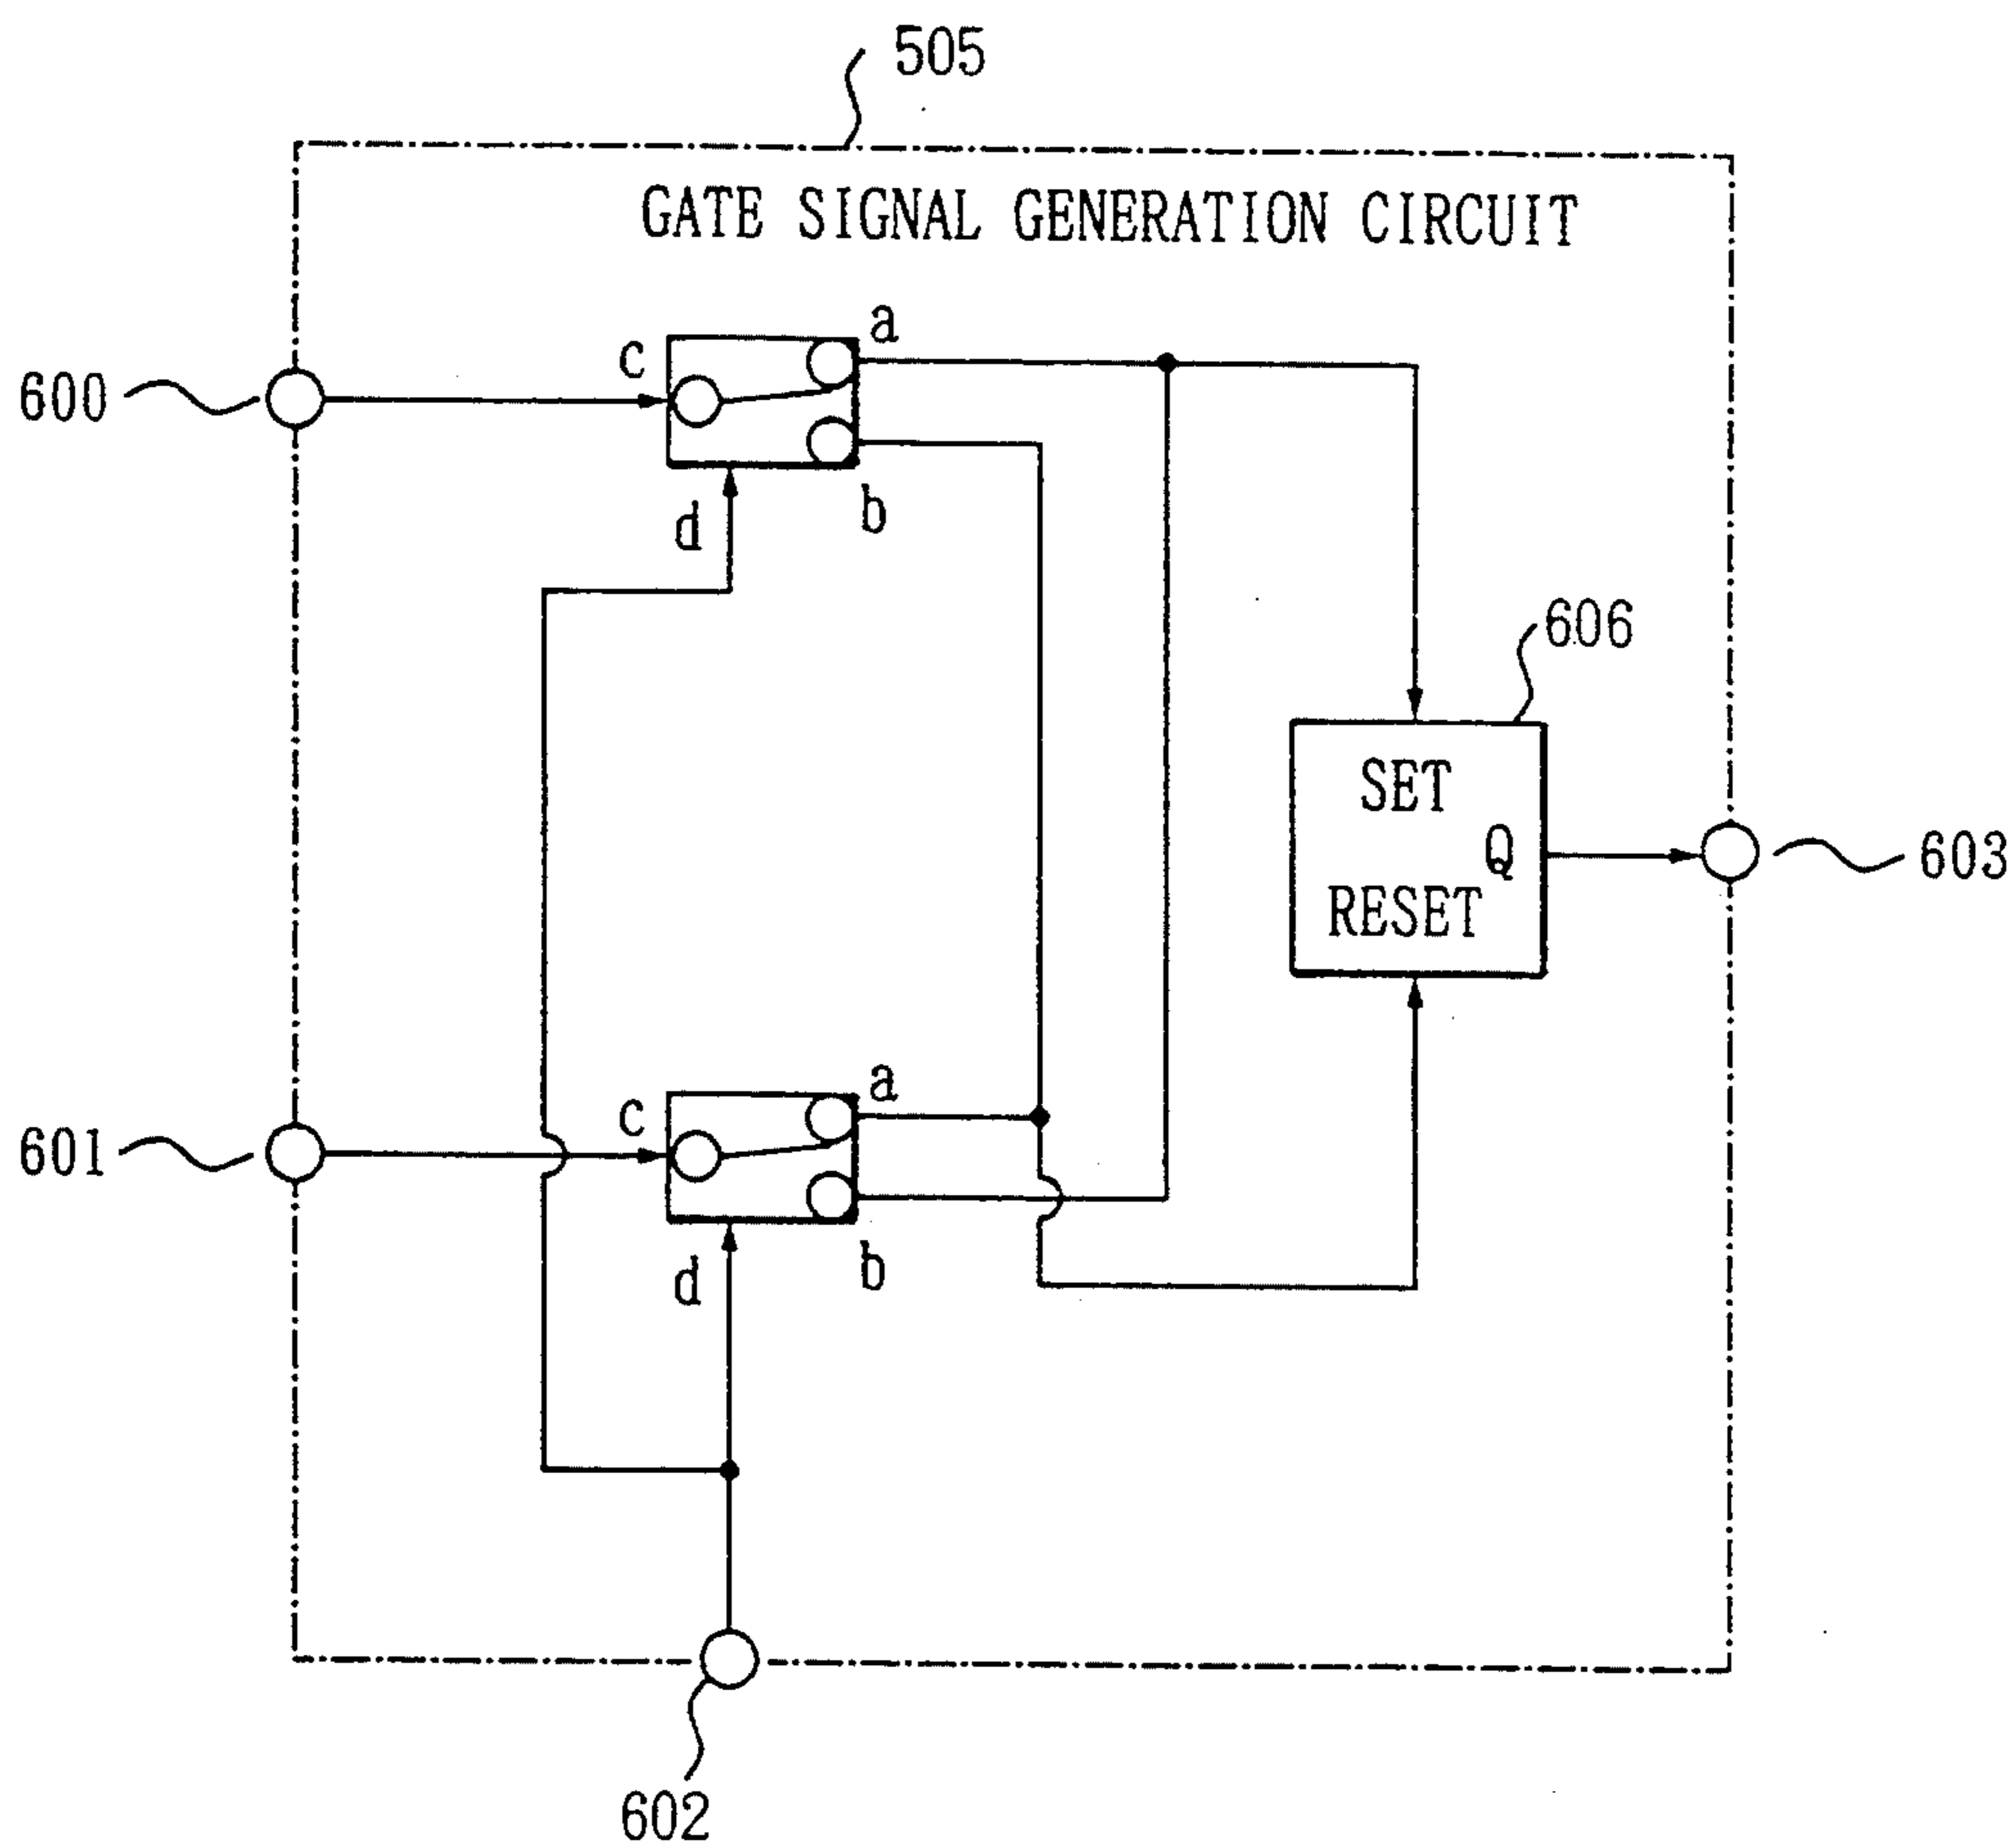 505
GATE SIGNAL GENERATION CIRCUIT
a
c
600
b
d
606
SET
Q
603
RESET
a
c
601
b
d
602